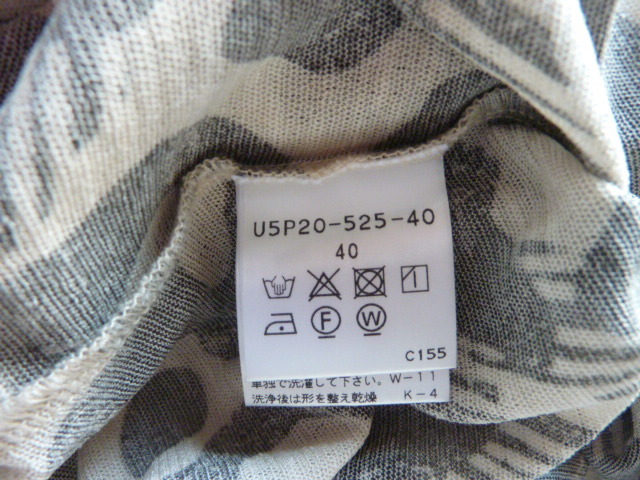 U5P20-525-40
40
F W
C155
単独で洗濯して下さい。 W-11
洗浄後は形を整え乾燥 K-4